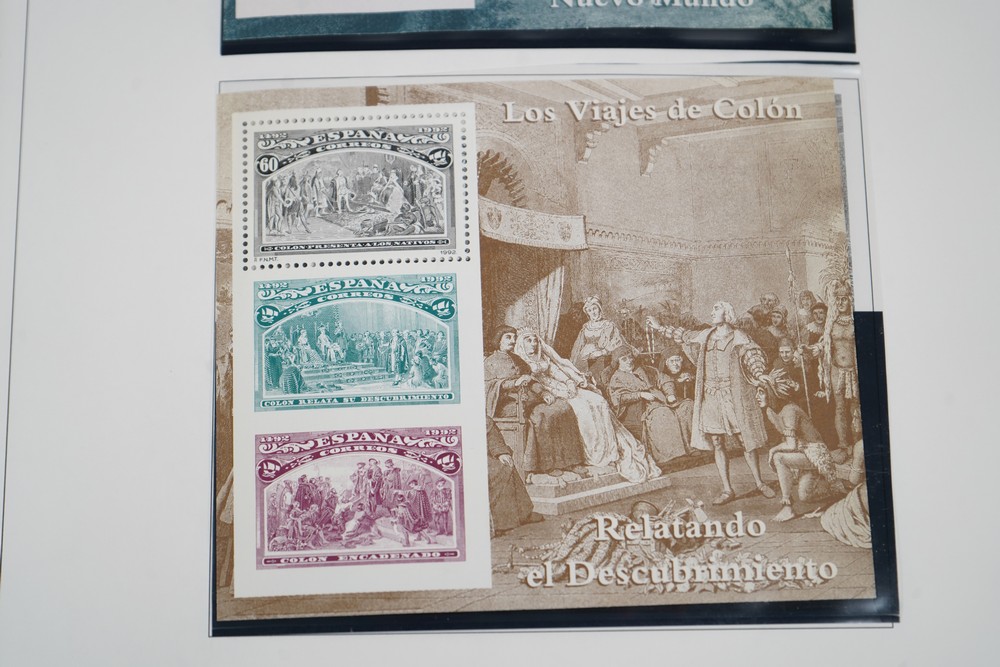 Nuevo Mundo
Los Viajes de Colón
1492 ESPAÑA 1992
CORREOS
60
COLON PRESENTA A LOS NATIVOS
F.N.M.T. 1992
1492 ESPAÑA 1992
CORREOS
COLON RELATA SU DESCUBRIMIENTO
1492 ESPAÑA 1992
CORREOS
COLON ENCADENADO
Relatando
el Descubrimiento